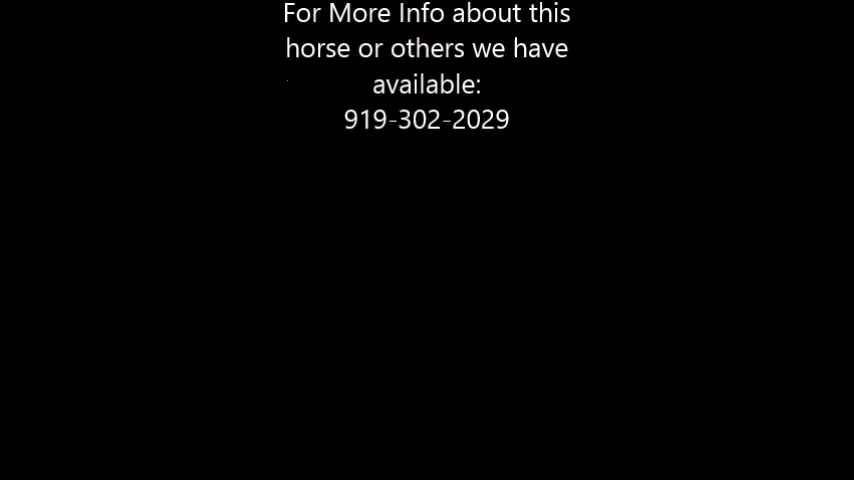 For More Info about this
horse or others we have
available:
919-302-2029